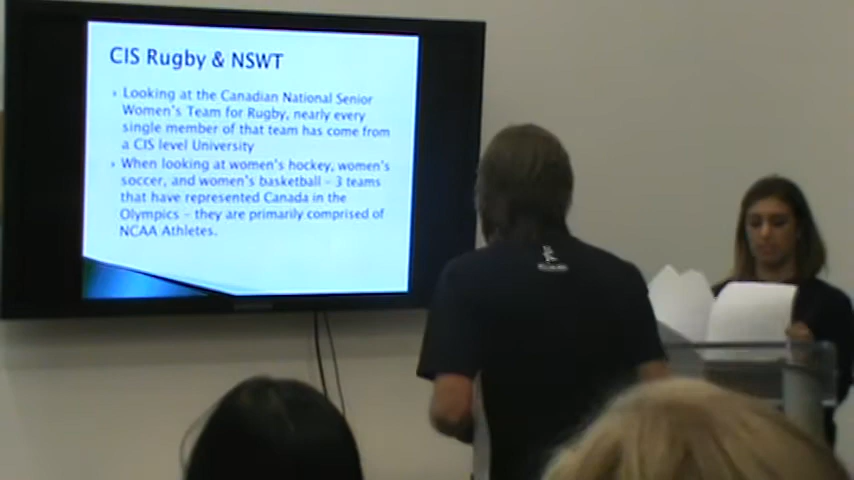 CIS Rugby & NSWT
Looking at the Canadian National Senior
Women's Team for Rugby, nearly every
single member of that team has come from
a CIS level University
When looking at women's hockey, women's
soccer, and women's basketball – 3 teams
that have represented Canada in the
Olympics – they are primarily comprised of
NCAA Athletes.